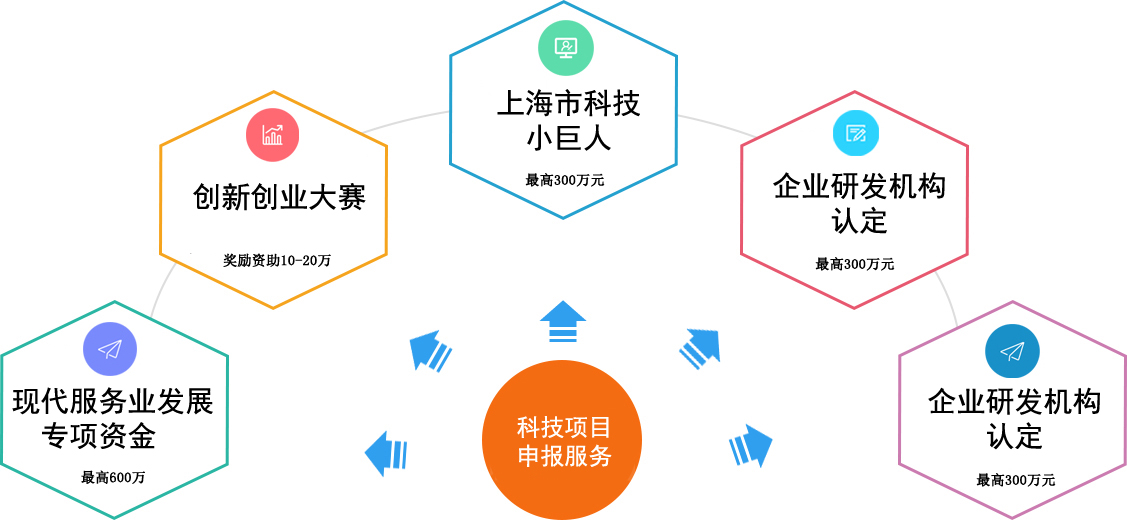 上海市科技
小巨人
最高300万元
创新创业大赛
奖励资助10-20万
企业研发机构
认定
最高300万元
现代服务业发展
专项资金
最高600万
企业研发机构
认定
最高300万元
科技项目
申报服务